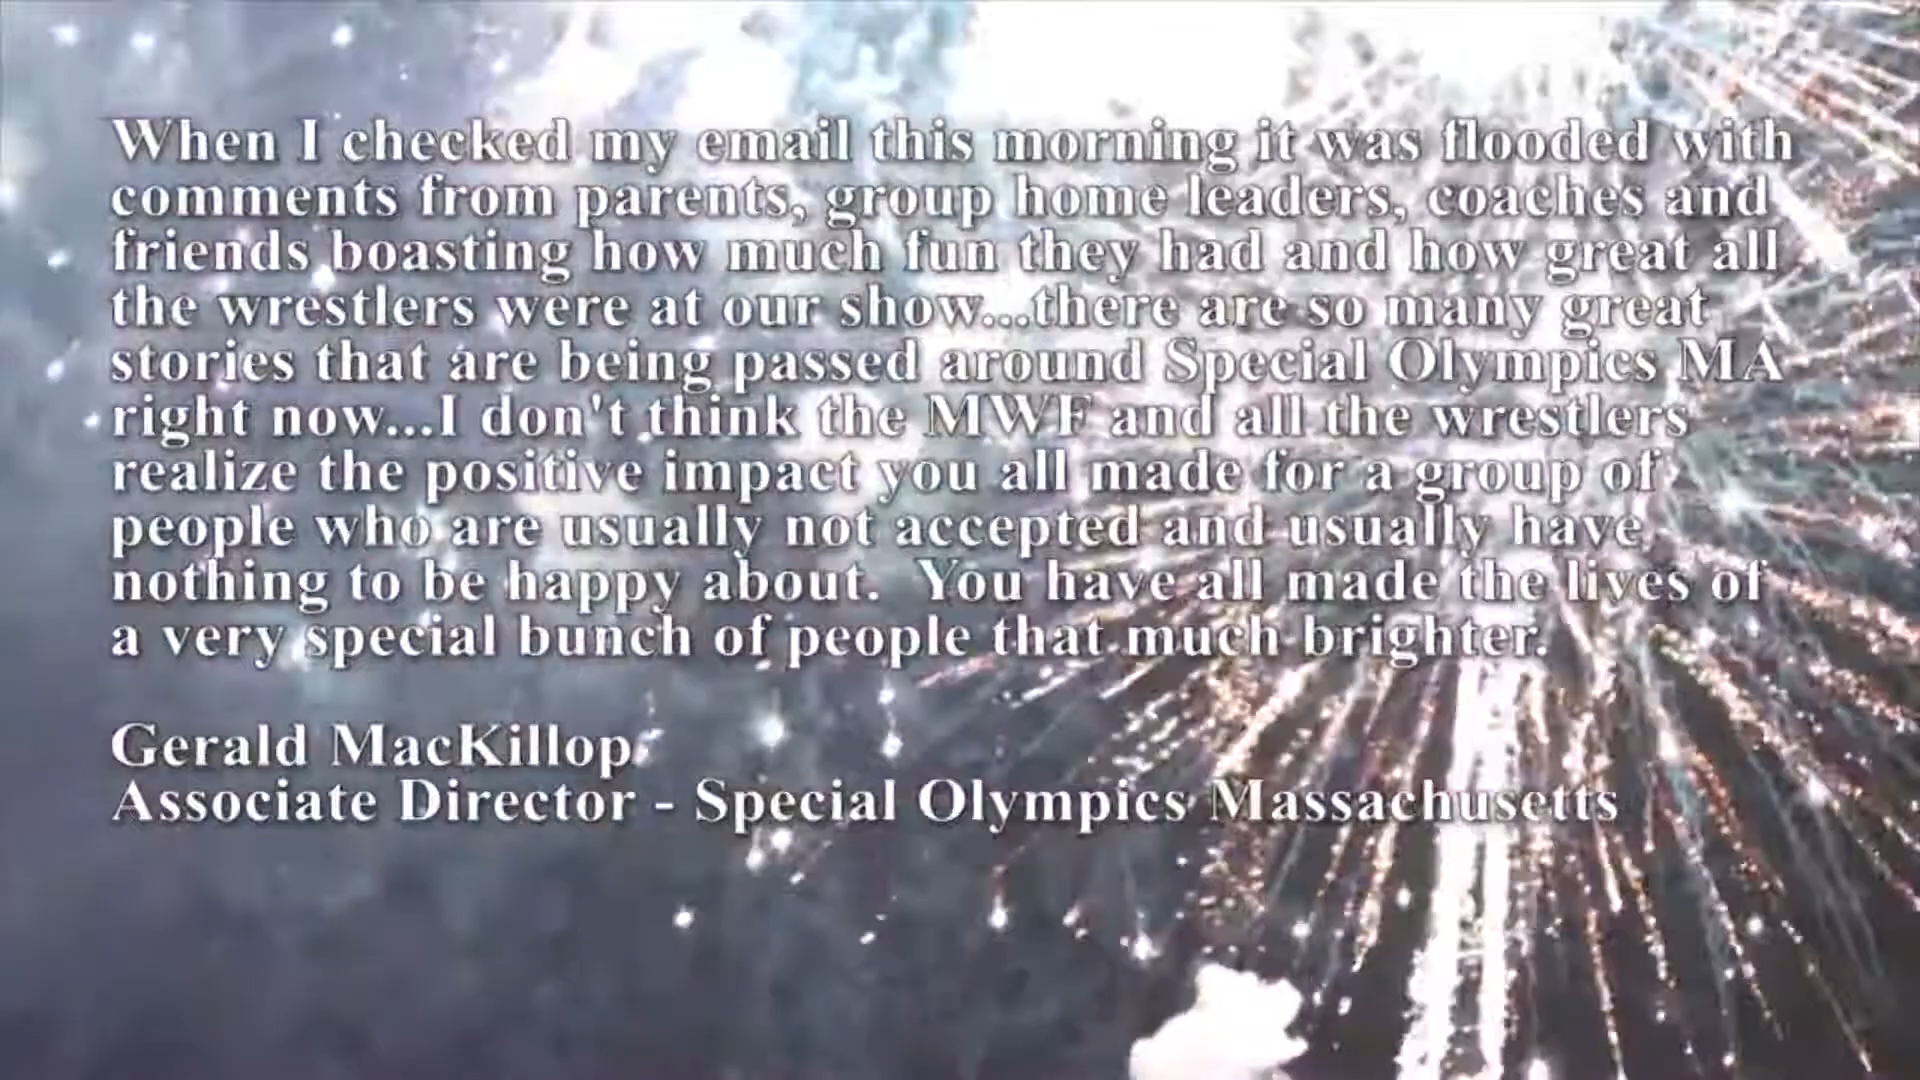 When I checked my email this morning it was flooded with
comments from parents, group home leaders, coaches and
friends boasting how much fun they had and how great all
the wrestlers were at our show...there are so many great
stories that are being passed around Special Olympics MA
right now...I don't think the MWF and all the wrestlers
realize the positive impact you all made for a group of
people who are usually not accepted and usually have
nothing to be happy about.  You have all made the lives of
a very special bunch of people that much brighter.
Gerald MacKillop
Associate Director - Special Olympics Massachusetts